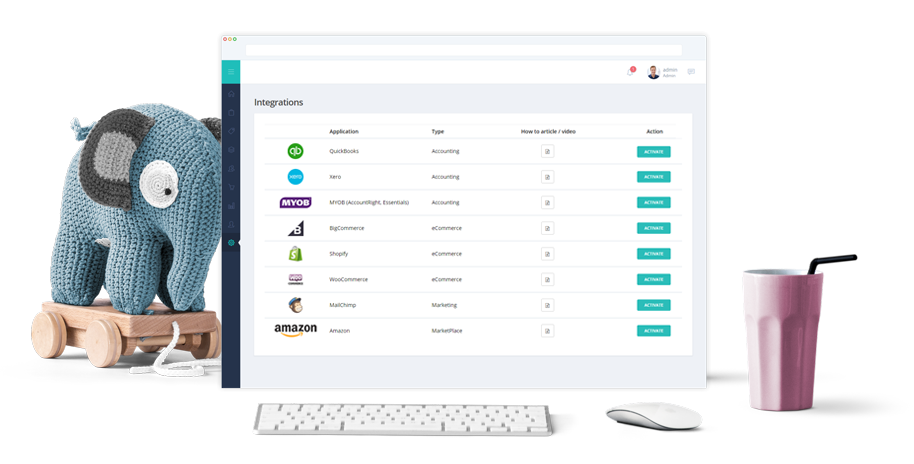 admin
Admin
Integrations
Application Type How to article / video Action
qb QuickBooks Accounting ACTIVATE
xero Xero Accounting ACTIVATE
MYOB MYOB (AccountRight, Essentials) Accounting ACTIVATE
B BigCommerce eCommerce ACTIVATE
S Shopify eCommerce ACTIVATE
WOO COMMERCE WooCommerce eCommerce ACTIVATE
MailChimp Marketing ACTIVATE
amazon Amazon MarketPlace ACTIVATE